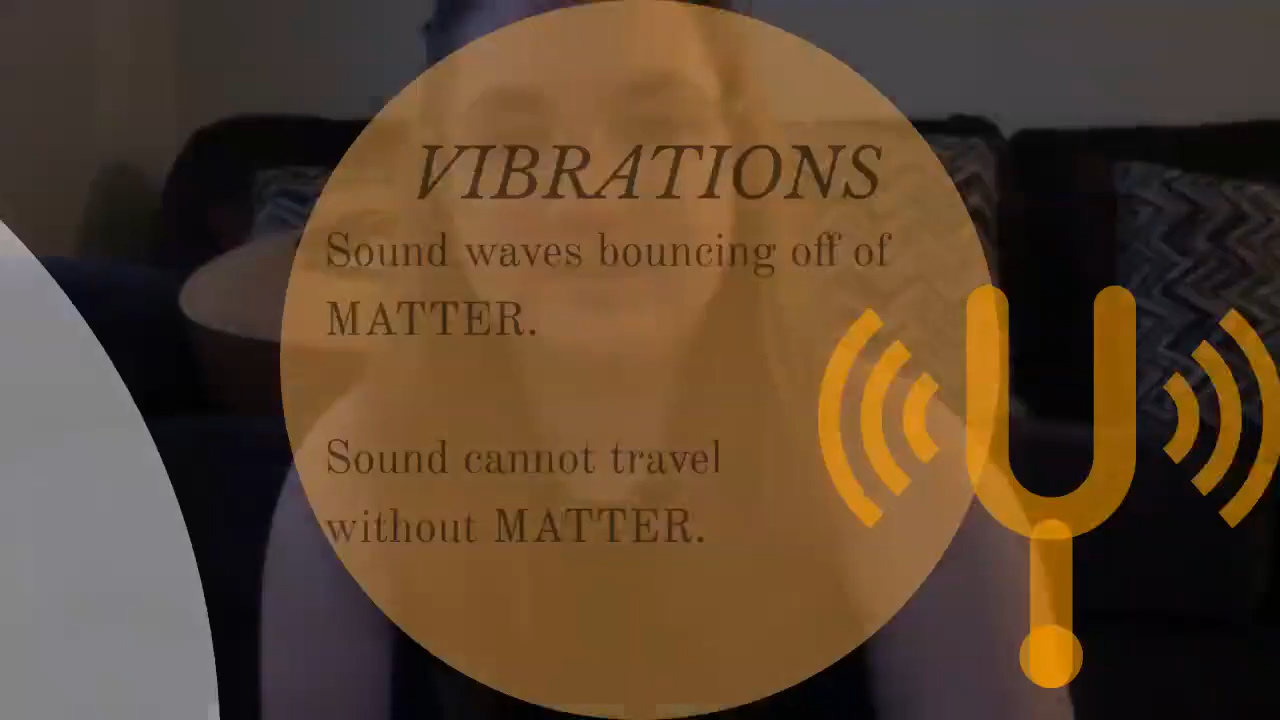 VIBRATIONS
Sound waves bouncing off of
MATTER.
Sound cannot travel
without MATTER.